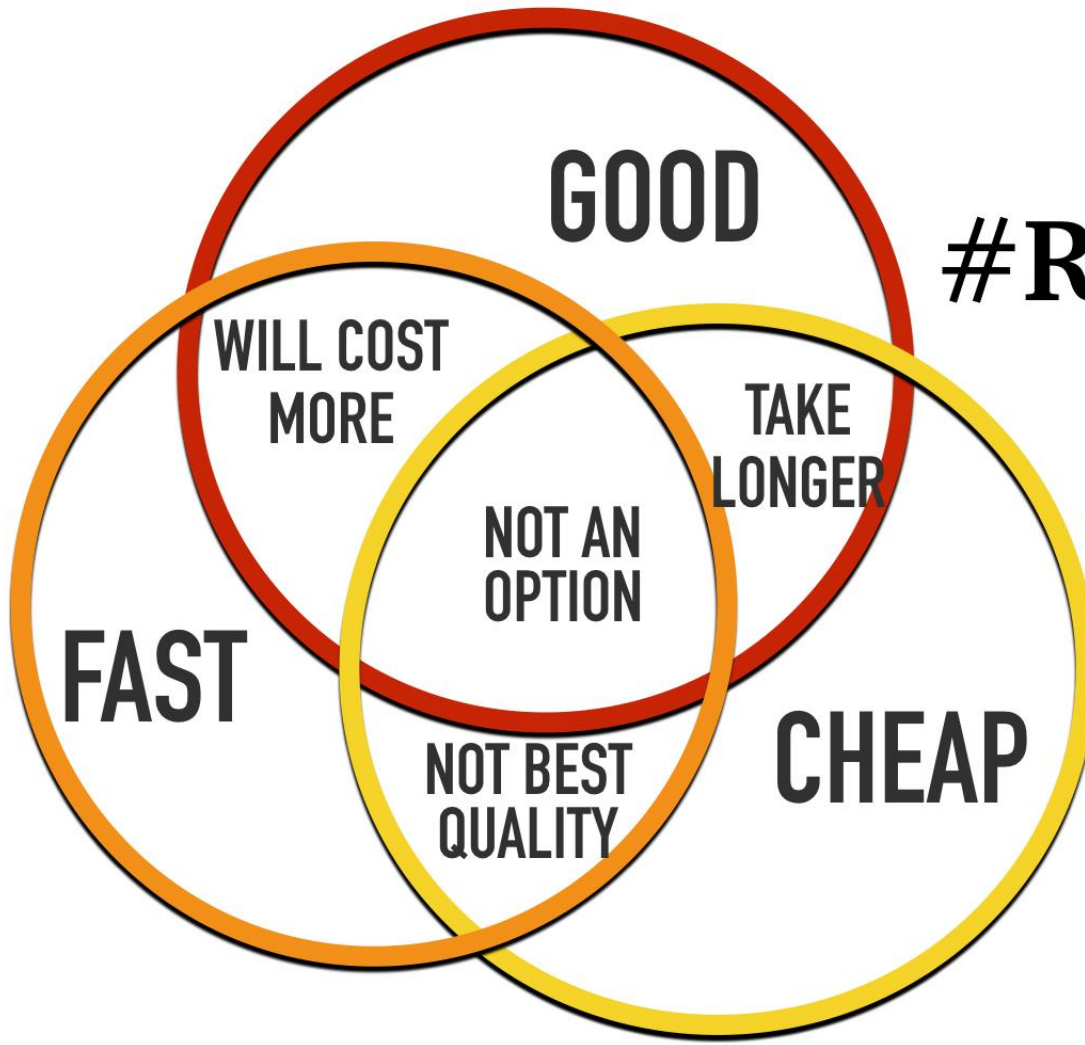 GOOD
#R
WILL COST
MORE
TAKE
LONGER
NOT AN
OPTION
FAST
CHEAP
NOT BEST
QUALITY